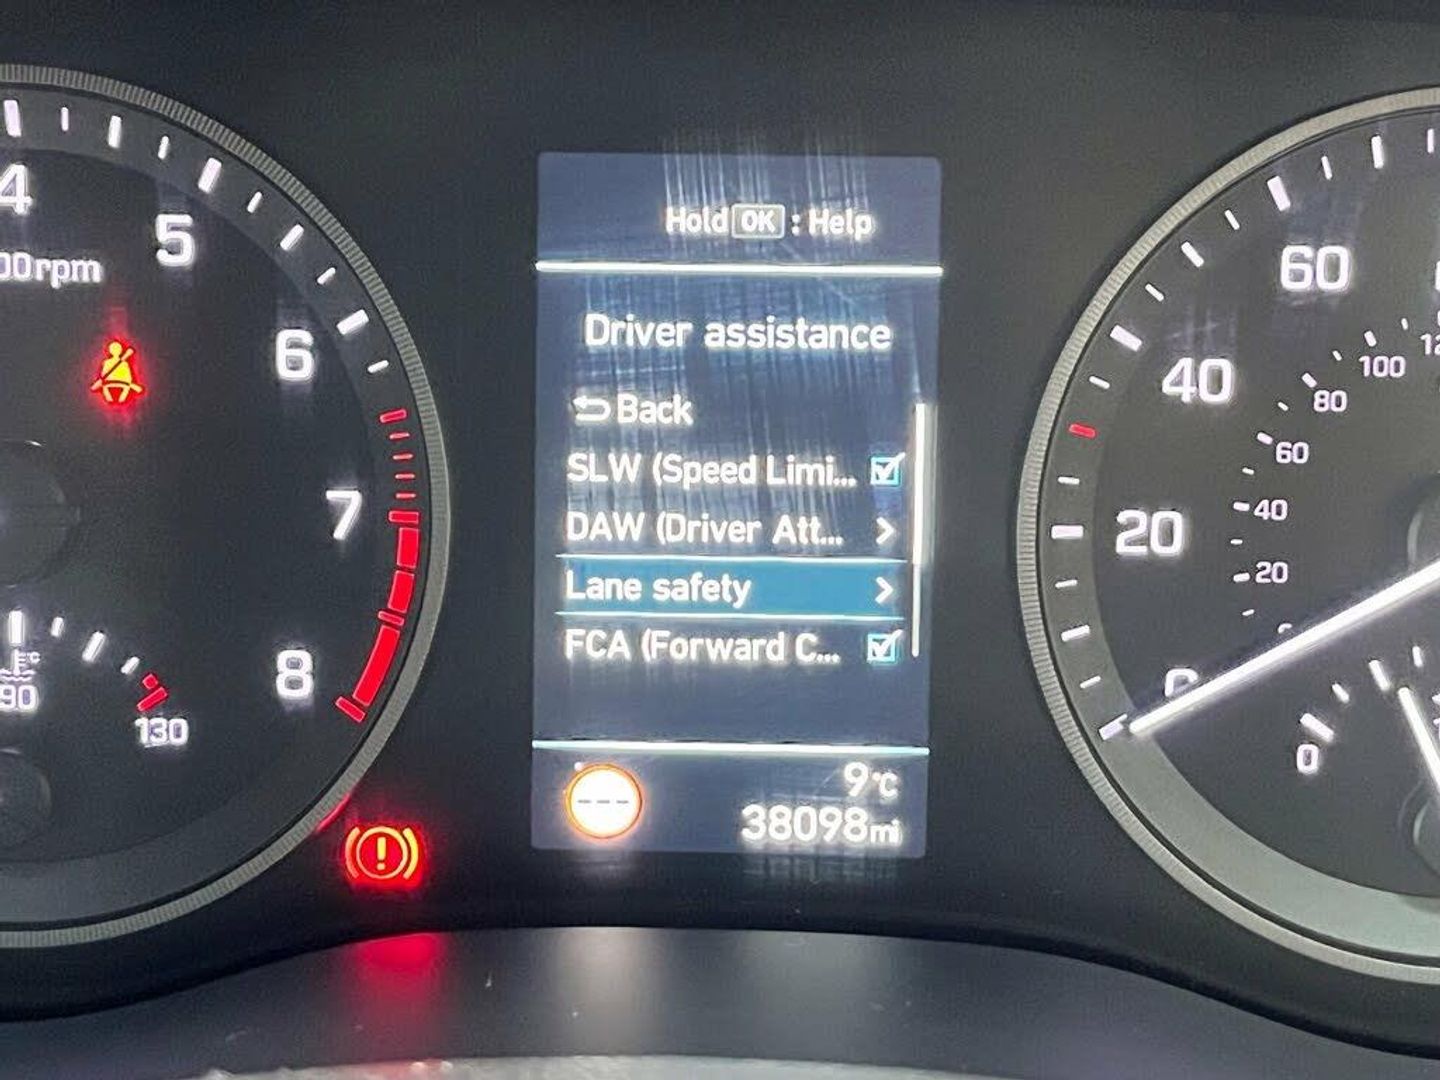 4
5
00rpm
6
7
8
90
°C
130
Hold OK : Help
Driver assistance
Back
SLW (Speed Limi...
DAW (Driver Att...
Lane safety
FCA (Forward C...
---
9°C
38098mi
60
40
20
0
100
80
60
40
20
0